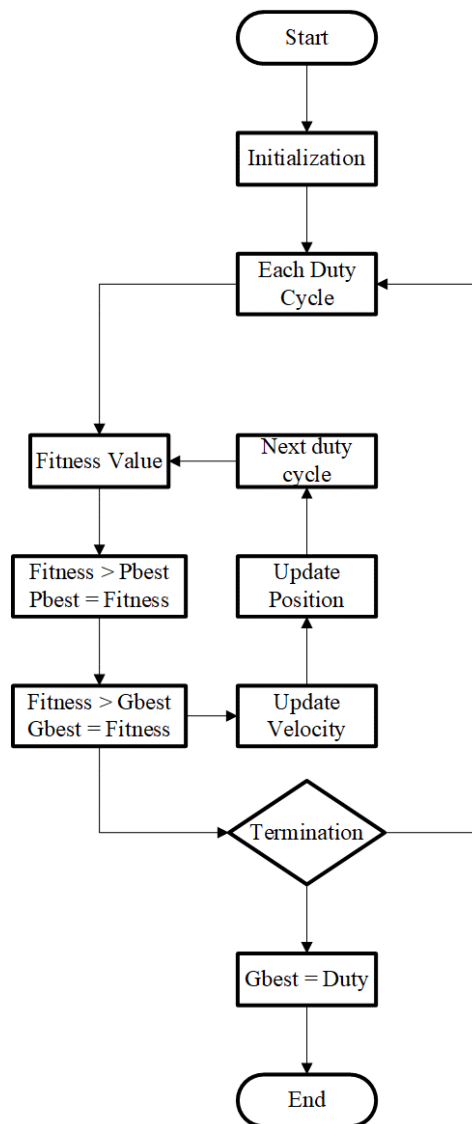 Start
Initialization
Each Duty
Cycle
Fitness Value
Next duty
cycle
Fitness > Pbest
Pbest = Fitness
Update
Position
Fitness > Gbest
Gbest = Fitness
Update
Velocity
Termination
Gbest = Duty
End